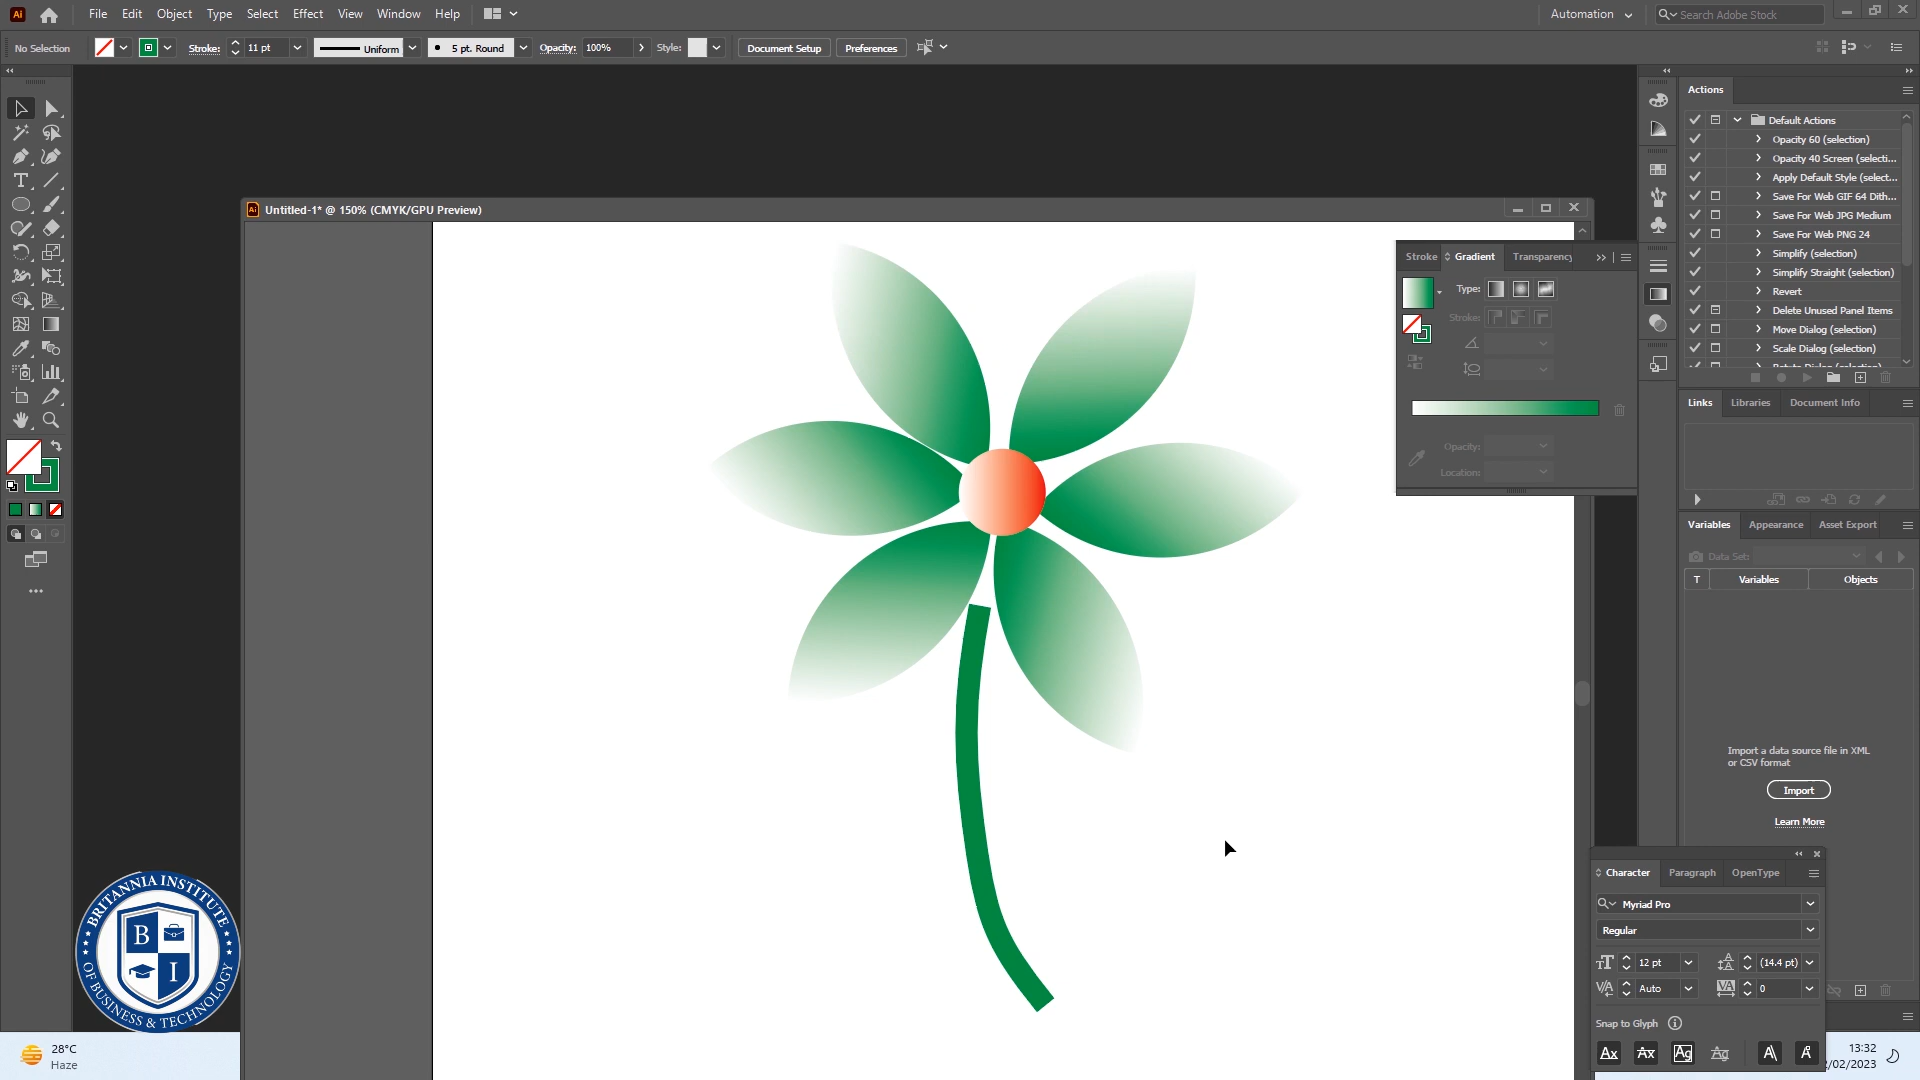 Ai File Edit Object Type Select Effect View Window Help Automation Search Adobe Stock
No Selection Stroke: 11 pt Uniform 5 pt. Round Opacity: 100% Style: Document Setup Preferences
Ai Untitled-1* @ 150% (CMYK/GPU Preview)
Stroke Gradient Transparency
Type:
Stroke:
Opacity:
Location:
Actions
Default Actions
Opacity 60 (selection)
Opacity 40 Screen (selecti...
Apply Default Style (select...
Save For Web GIF 64 Dith...
Save For Web JPG Medium
Save For Web PNG 24
Simplify (selection)
Simplify Straight (selection)
Revert
Delete Unused Panel Items
Move Dialog (selection)
Scale Dialog (selection)
Rotate Dialog (selection)
Links Libraries Document Info
Variables Appearance Asset Export
Data Set:
T Variables Objects
Import a data source file in XML
or CSV format
Import
Learn More
Character Paragraph OpenType
Myriad Pro
Regular
12 pt (14.4 pt)
Auto 0
Snap to Glyph
BRITANNIA INSTITUTE
B I
OF BUSINESS & TECHNOLOGY
28°C
Haze
13:32
/02/2023